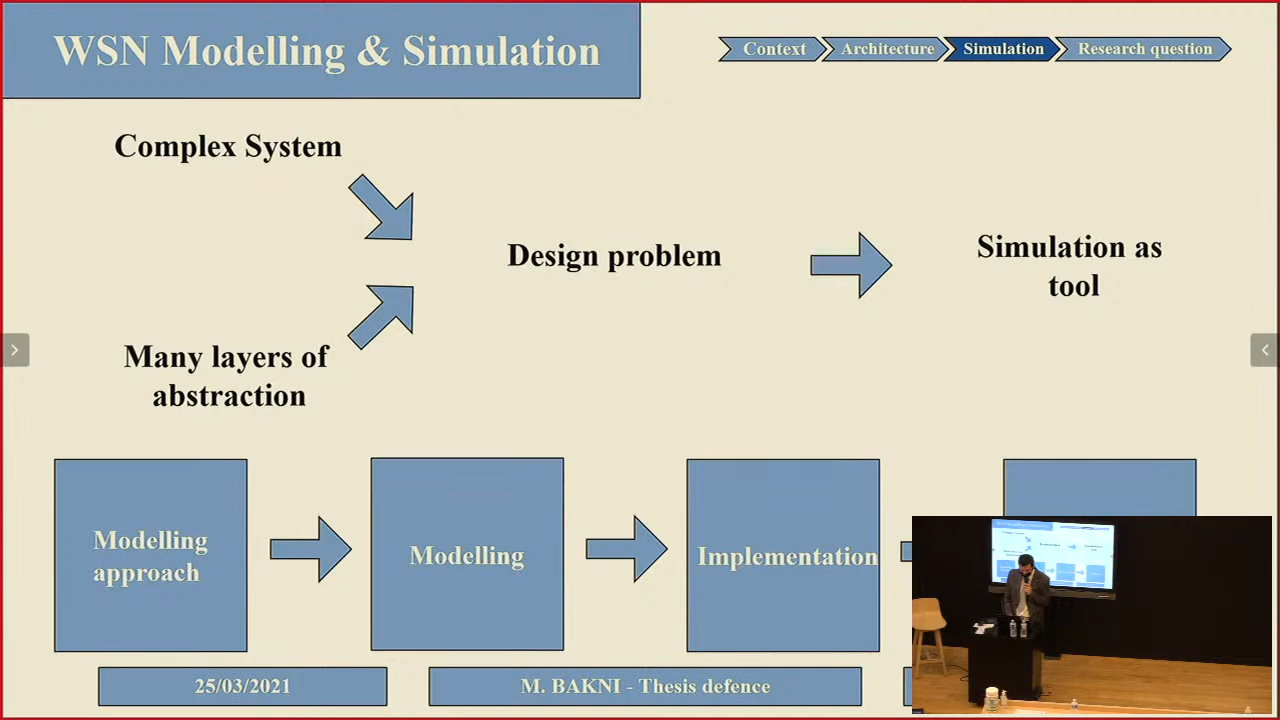 WSN Modelling & Simulation
Context
Architecture
Simulation
Research question
Complex System
Design problem
Simulation as
tool
Many layers of
abstraction
Modelling
approach
Modelling
Implementation
25/03/2021
M. BAKNI - Thesis defence